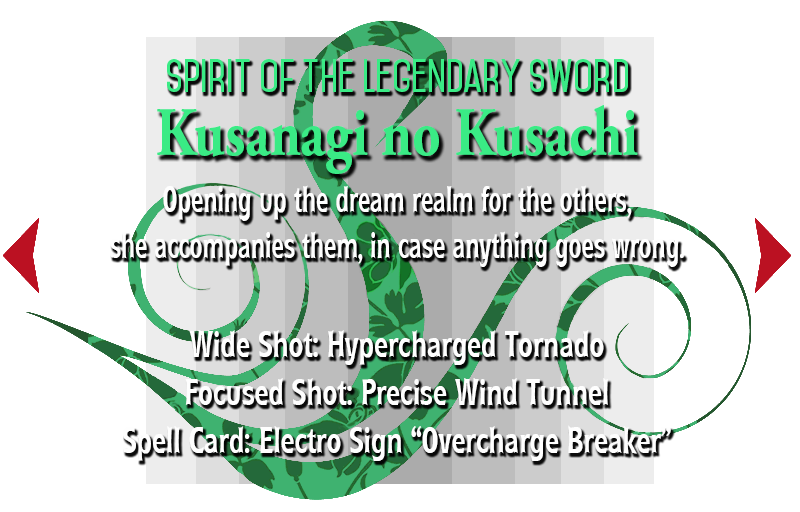 SPIRIT OF THE LEGENDARY SWORD
Kusanagi no Kusachi
Opening up the dream realm for the others,
she accompanies them, in case anything goes wrong.
Wide Shot: Hypercharged Tornado
Focused Shot: Precise Wind Tunnel
Spell Card: Electro Sign “Overcharge Breaker”